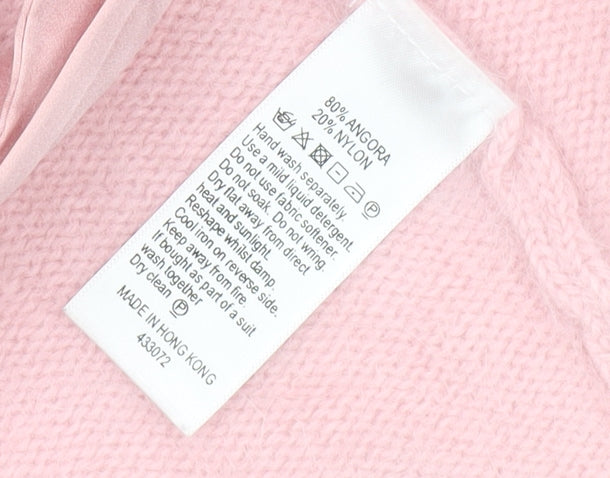 80% ANGORA
20% NYLON
Hand wash separately
Use a mild liquid detergent.
Do not use fabric softener.
Do not soak. Do not wring.
Dry flat away from direct
heat and sunlight.
Reshape whilst damp.
Cool iron on reverse side.
Keep away from fire.
If bought as part of a suit
wash together
Dry clean P
MADE IN HONG KONG
433072